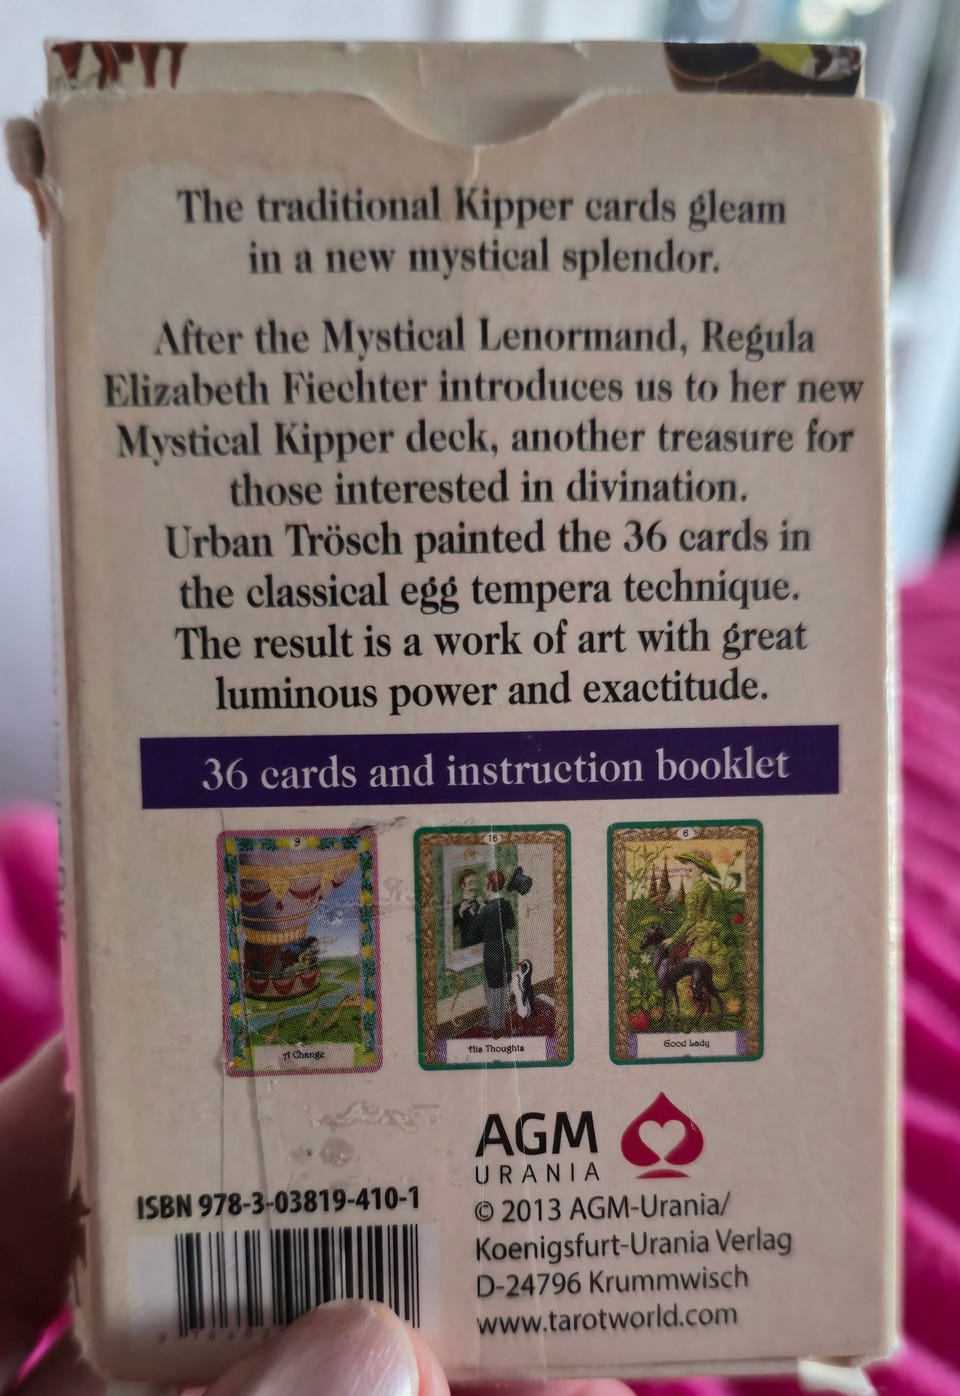 The traditional Kipper cards gleam
in a new mystical splendor.
After the Mystical Lenormand, Regula
Elizabeth Fiechter introduces us to her new
Mystical Kipper deck, another treasure for
those interested in divination.
Urban Trösch painted the 36 cards in
the classical egg tempera technique.
The result is a work of art with great
luminous power and exactitude.
36 cards and instruction booklet
9
A Change
16
His Thoughts
6
Good Lady
AGM
URANIA
ISBN 978-3-03819-410-1
© 2013 AGM-Urania/
Koenigsfurt-Urania Verlag
D-24796 Krummwisch
www.tarotworld.com